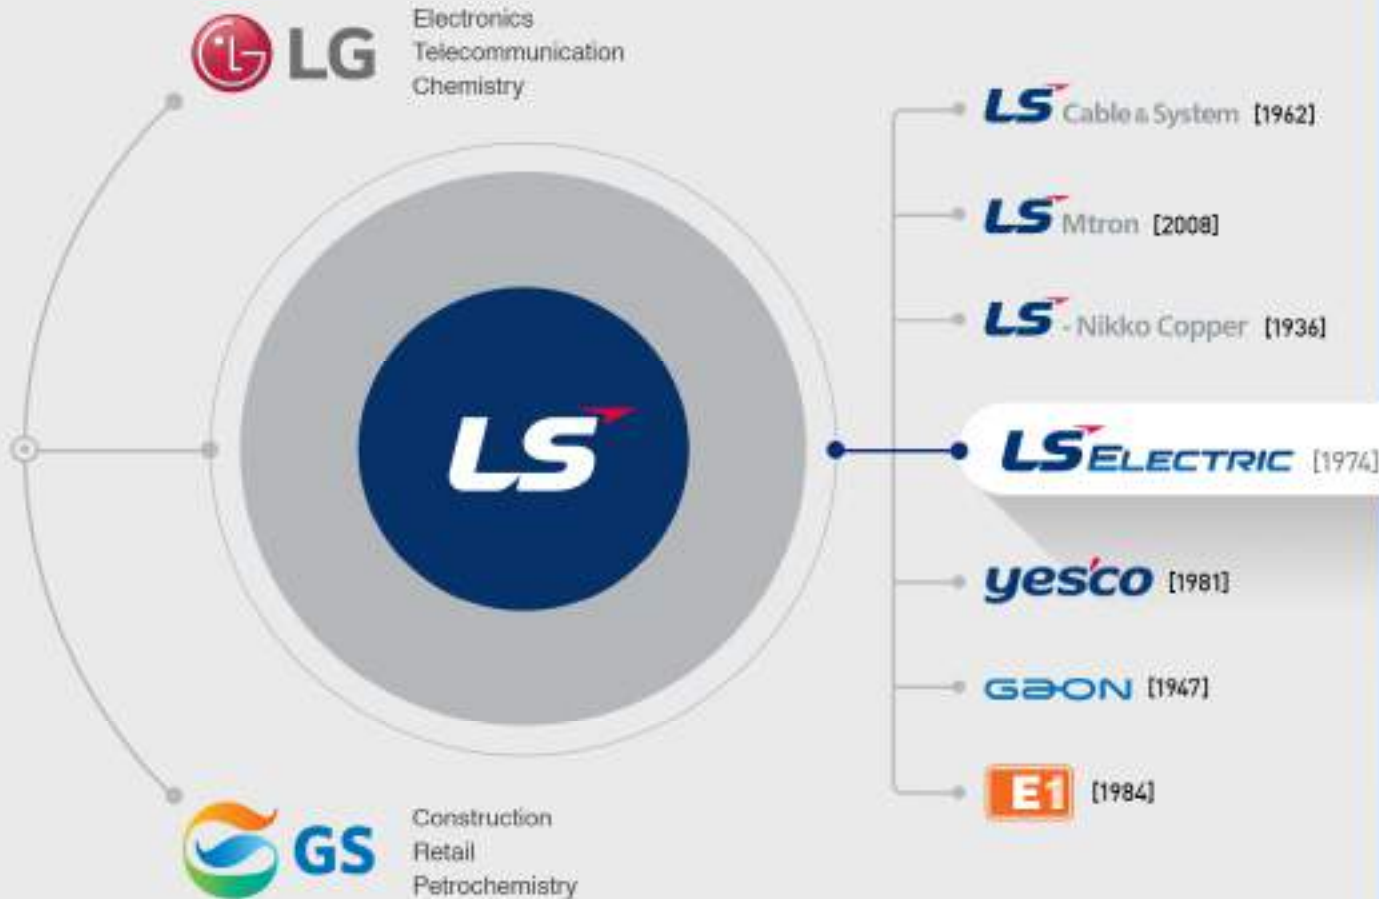 LG
Electronics
Telecommunication
Chemistry
LS
LS Cable & System [1962]
LS Mtron [2008]
LS - Nikko Copper [1936]
LS ELECTRIC [1974]
yesco [1981]
GAON [1947]
E1 [1984]
GS
Construction
Retail
Petrochemistry